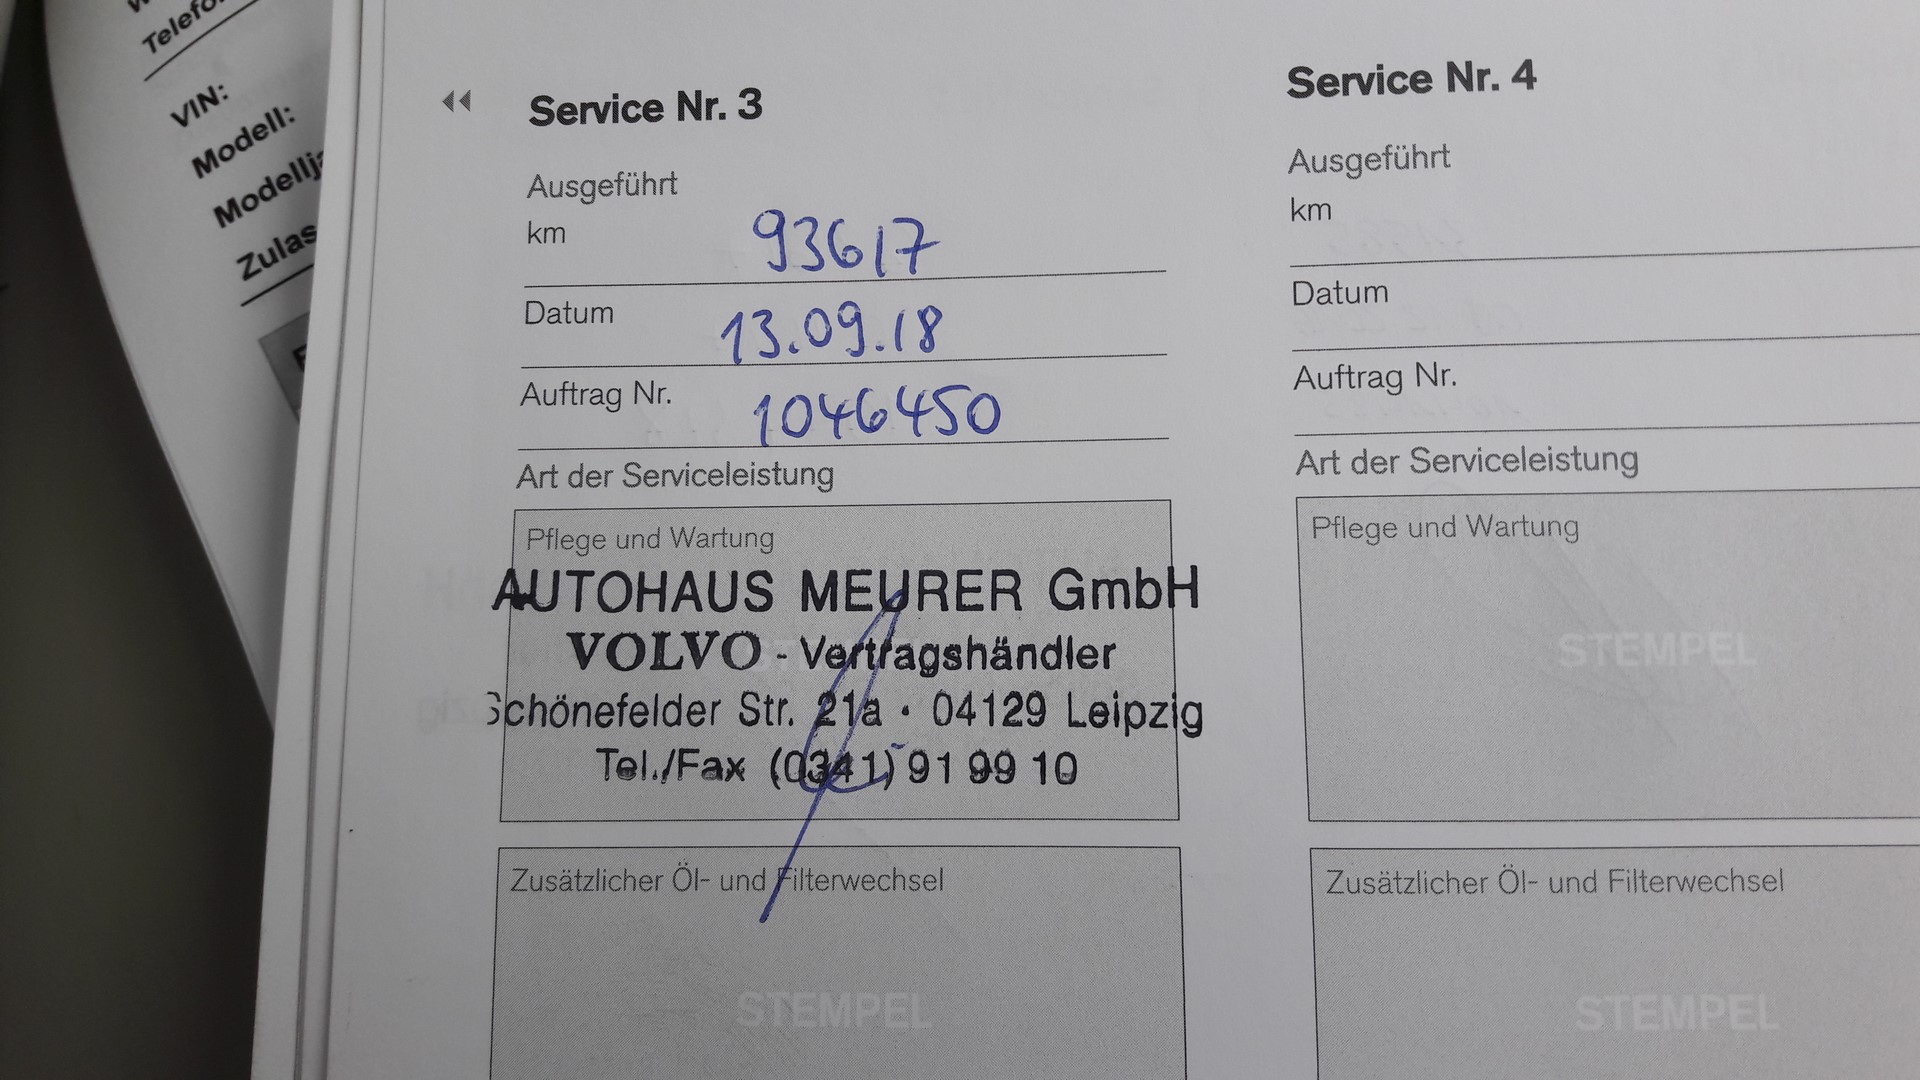 Telefo
VIN:
Modell:
Modellja
Zulas
Service Nr. 3
Ausgeführt
km 93617
Datum 13.09.18
Auftrag Nr. 1046450
Art der Serviceleistung
Pflege und Wartung
AUTOHAUS MEURER GmbH
VOLVO - Vertragshändler
Schönefelder Str. 21a · 04129 Leipzig
Tel./Fax (0341) 91 99 10
Zusätzlicher Öl- und Filterwechsel
STEMPEL
Service Nr. 4
Ausgeführt
km
Datum
Auftrag Nr.
Art der Serviceleistung
Pflege und Wartung
STEMPEL
Zusätzlicher Öl- und Filterwechsel
STEMPEL